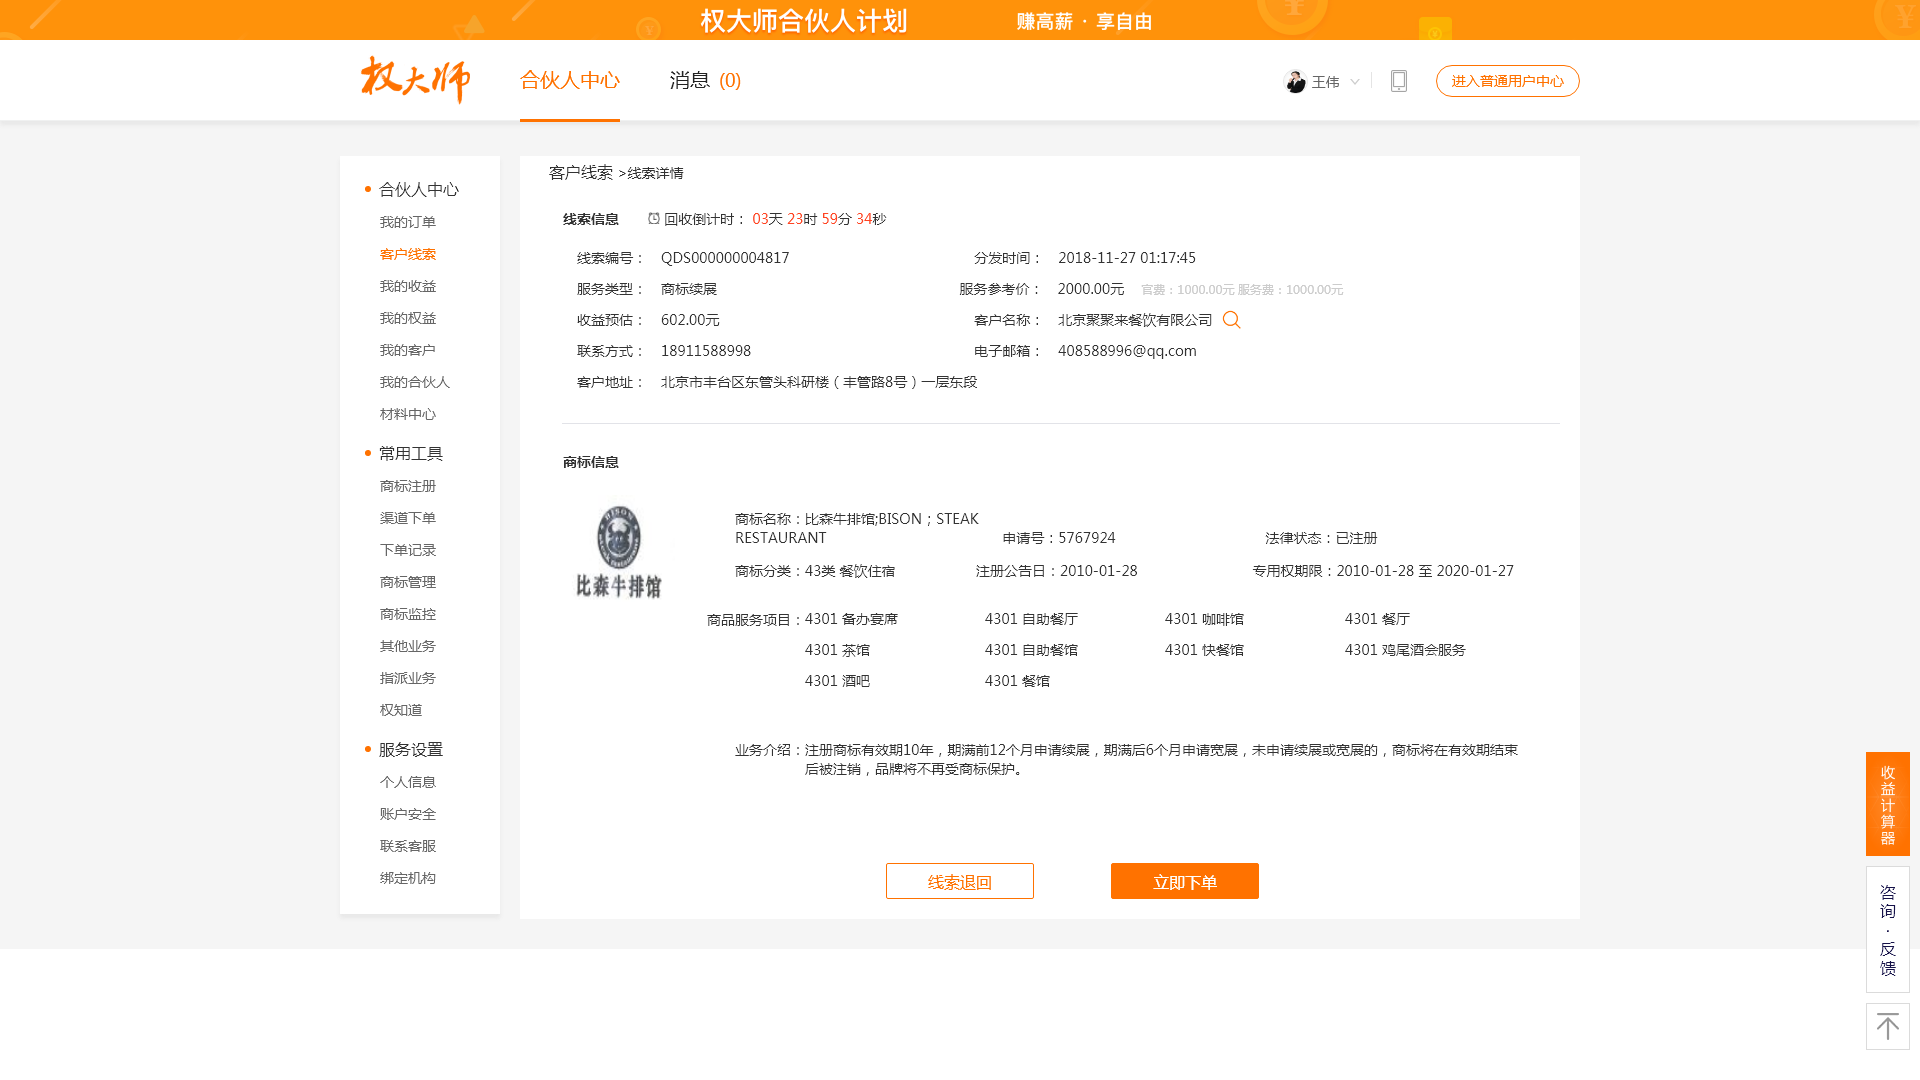 权大师合伙人计划 赚高薪 · 享自由
权大师 合伙人中心 消息 (0) 王伟 进入普通用户中心
合伙人中心
我的订单
客户线索
我的收益
我的权益
我的客户
我的合伙人
材料中心
常用工具
商标注册
渠道下单
下单记录
商标管理
商标监控
其他业务
指派业务
权知道
服务设置
个人信息
账户安全
联系客服
绑定机构
客户线索 >线索详情
线索信息 回收倒计时： 03天 23时 59分 34秒
线索编号： QDS000000004817 分发时间： 2018-11-27 01:17:45
服务类型： 商标续展 服务参考价： 2000.00元 官费：1000.00元 服务费：1000.00元
收益预估： 602.00元 客户名称： 北京聚聚来餐饮有限公司
联系方式： 18911588998 电子邮箱： 408588996@qq.com
客户地址： 北京市丰台区东管头科研楼（丰管路8号）一层东段
商标信息
BISON
比森牛排馆
商标名称：比森牛排馆;BISON；STEAK
RESTAURANT 申请号：5767924 法律状态：已注册
商标分类：43类 餐饮住宿 注册公告日：2010-01-28 专用权期限：2010-01-28 至 2020-01-27
商品服务项目：4301 备办宴席 4301 自助餐厅 4301 咖啡馆 4301 餐厅
4301 茶馆 4301 自助餐馆 4301 快餐馆 4301 鸡尾酒会服务
4301 酒吧 4301 餐馆
业务介绍：注册商标有效期10年，期满前12个月申请续展，期满后6个月申请宽展，未申请续展或宽展的，商标将在有效期结束
后被注销，品牌将不再受商标保护。
线索退回 立即下单
收益计算器
咨询·反馈